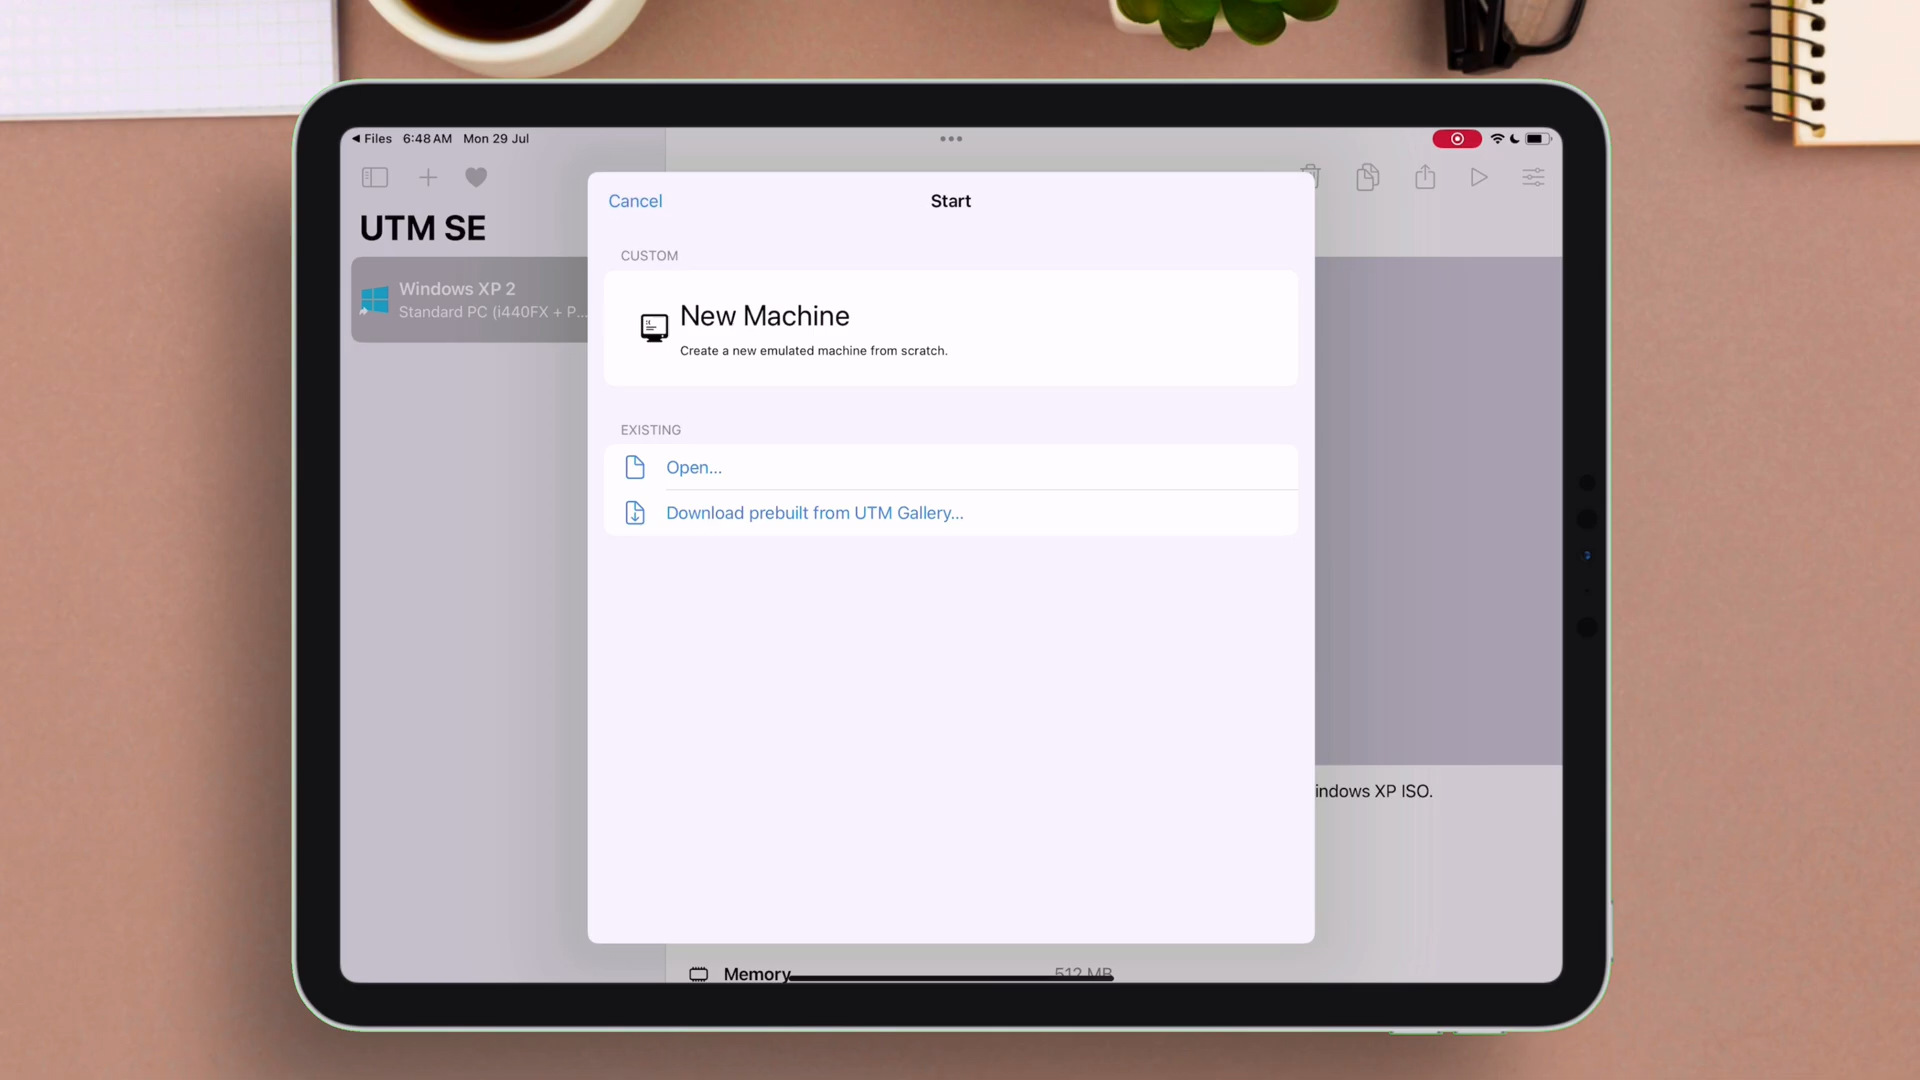 Files 6:48 AM Mon 29 Jul
UTM SE
Windows XP 2
Standard PC (i440FX + P...
Cancel
Start
CUSTOM
New Machine
Create a new emulated machine from scratch.
EXISTING
Open...
Download prebuilt from UTM Gallery...
indows XP ISO.
Memory
512 MB